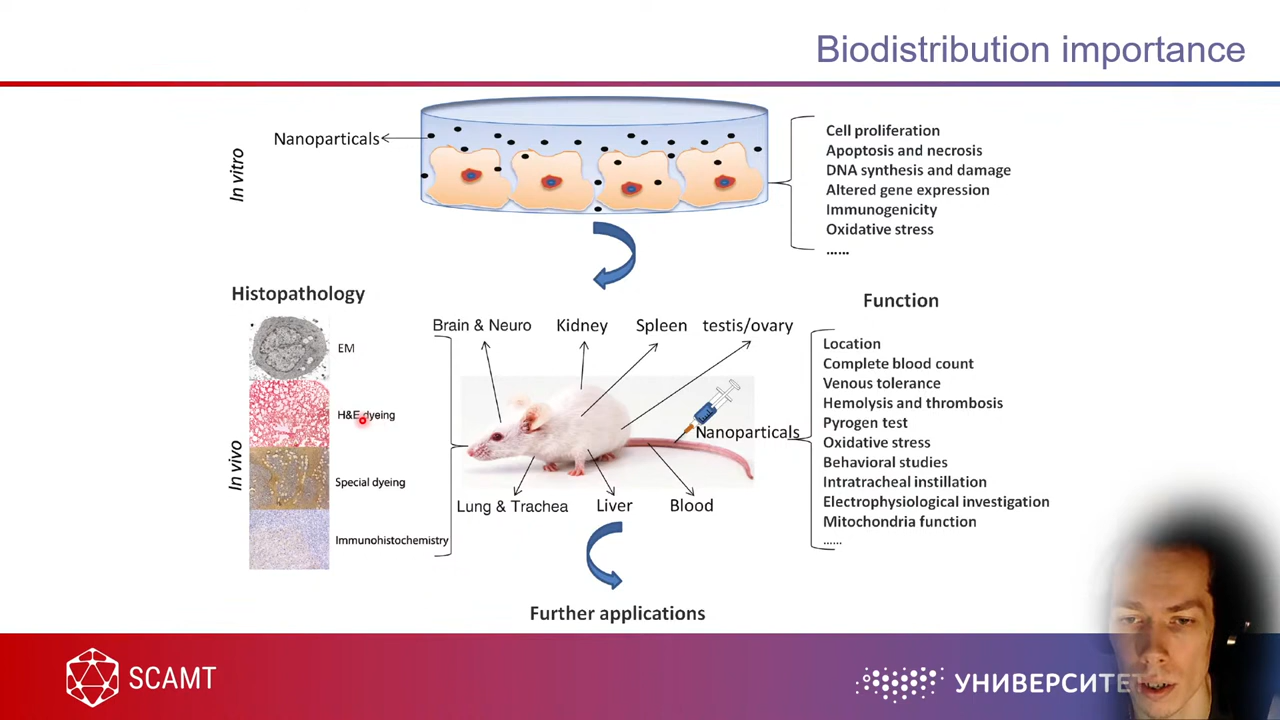 Biodistribution importance
In vitro
Nanoparticals
Cell proliferation
Apoptosis and necrosis
DNA synthesis and damage
Altered gene expression
Immunogenicity
Oxidative stress
......
In vivo
Histopathology
EM
H&E dyeing
Special dyeing
Immunohistochemistry
Brain & Neuro
Kidney
Spleen
testis/ovary
Nanoparticals
Lung & Trachea
Liver
Blood
Function
Location
Complete blood count
Venous tolerance
Hemolysis and thrombosis
Pyrogen test
Oxidative stress
Behavioral studies
Intratracheal instillation
Electrophysiological investigation
Mitochondria function
......
Further applications
SCAMT
УНИВЕРСИТЕТ